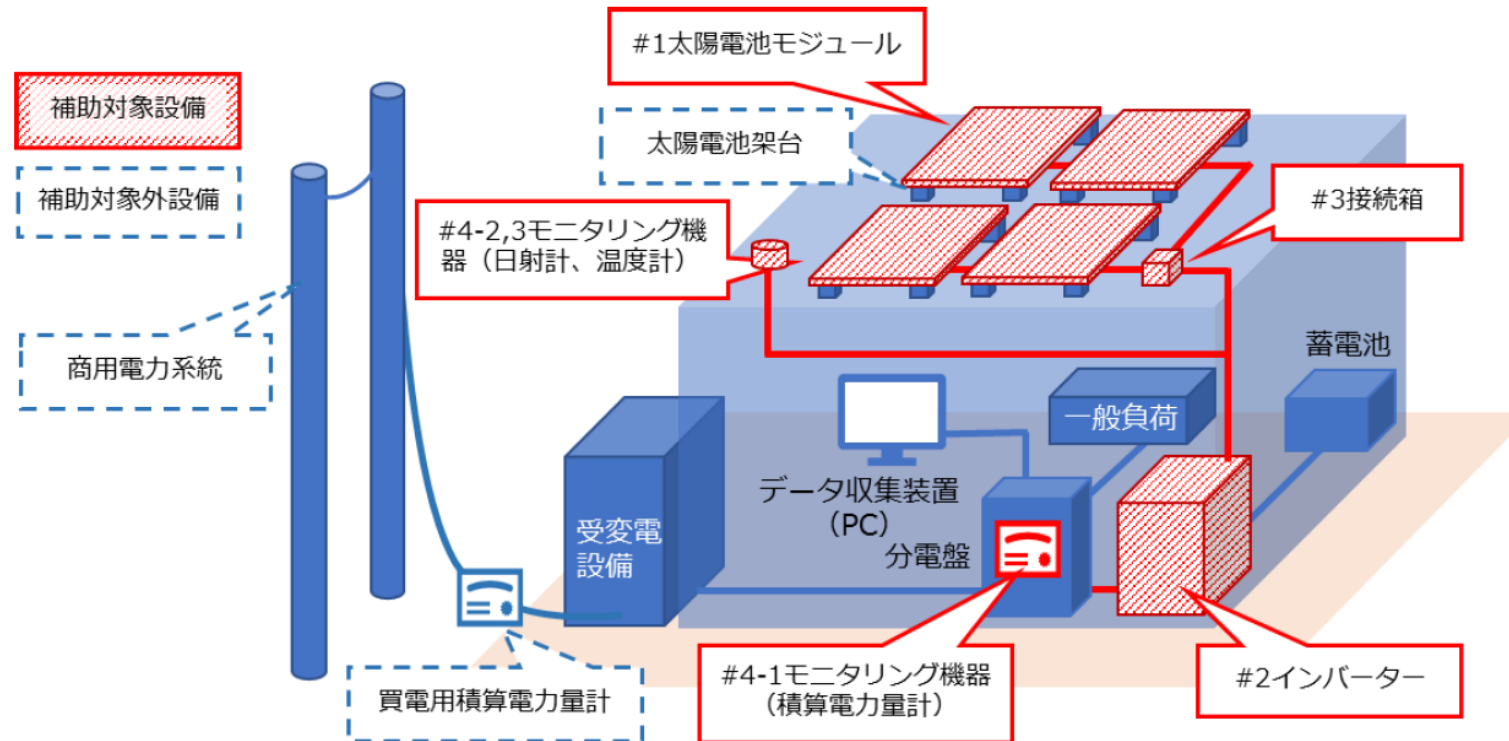 #1太陽電池モジュール
補助対象設備
太陽電池架台
補助対象外設備
#3接続箱
#4-2,3モニタリング機
器（日射計、温度計）
商用電力系統
蓄電池
一般負荷
データ収集装置
（PC）
受変電
設備
分電盤
#4-1モニタリング機器
（積算電力量計）
#2インバーター
買電用積算電力量計